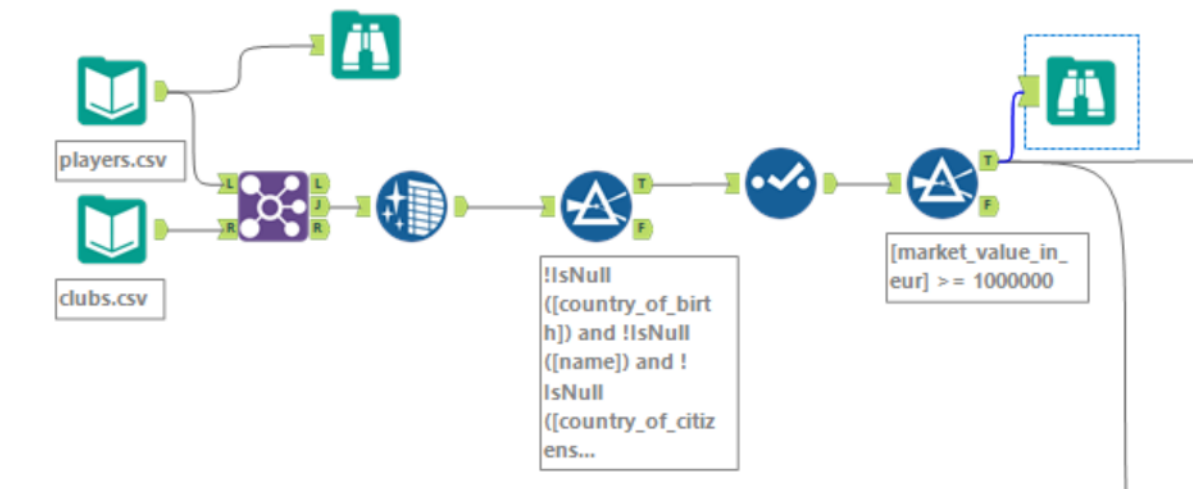 players.csv
clubs.csv
L
R
L
J
R
T
F
!IsNull
([country_of_birt
h]) and !IsNull
([name]) and !
IsNull
([country_of_citiz
ens...
T
F
[market_value_in_
eur] >= 1000000